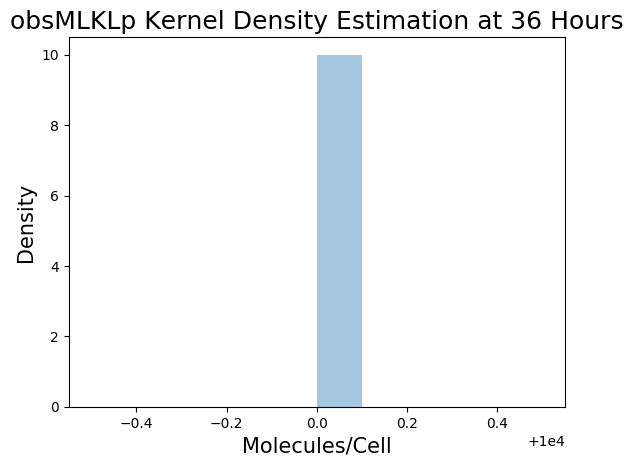 obsMLKLp Kernel Density Estimation at 36 Hours
10
8
6
4
2
0
Density
−0.4 −0.2 0.0 0.2 0.4
+1e4
Molecules/Cell